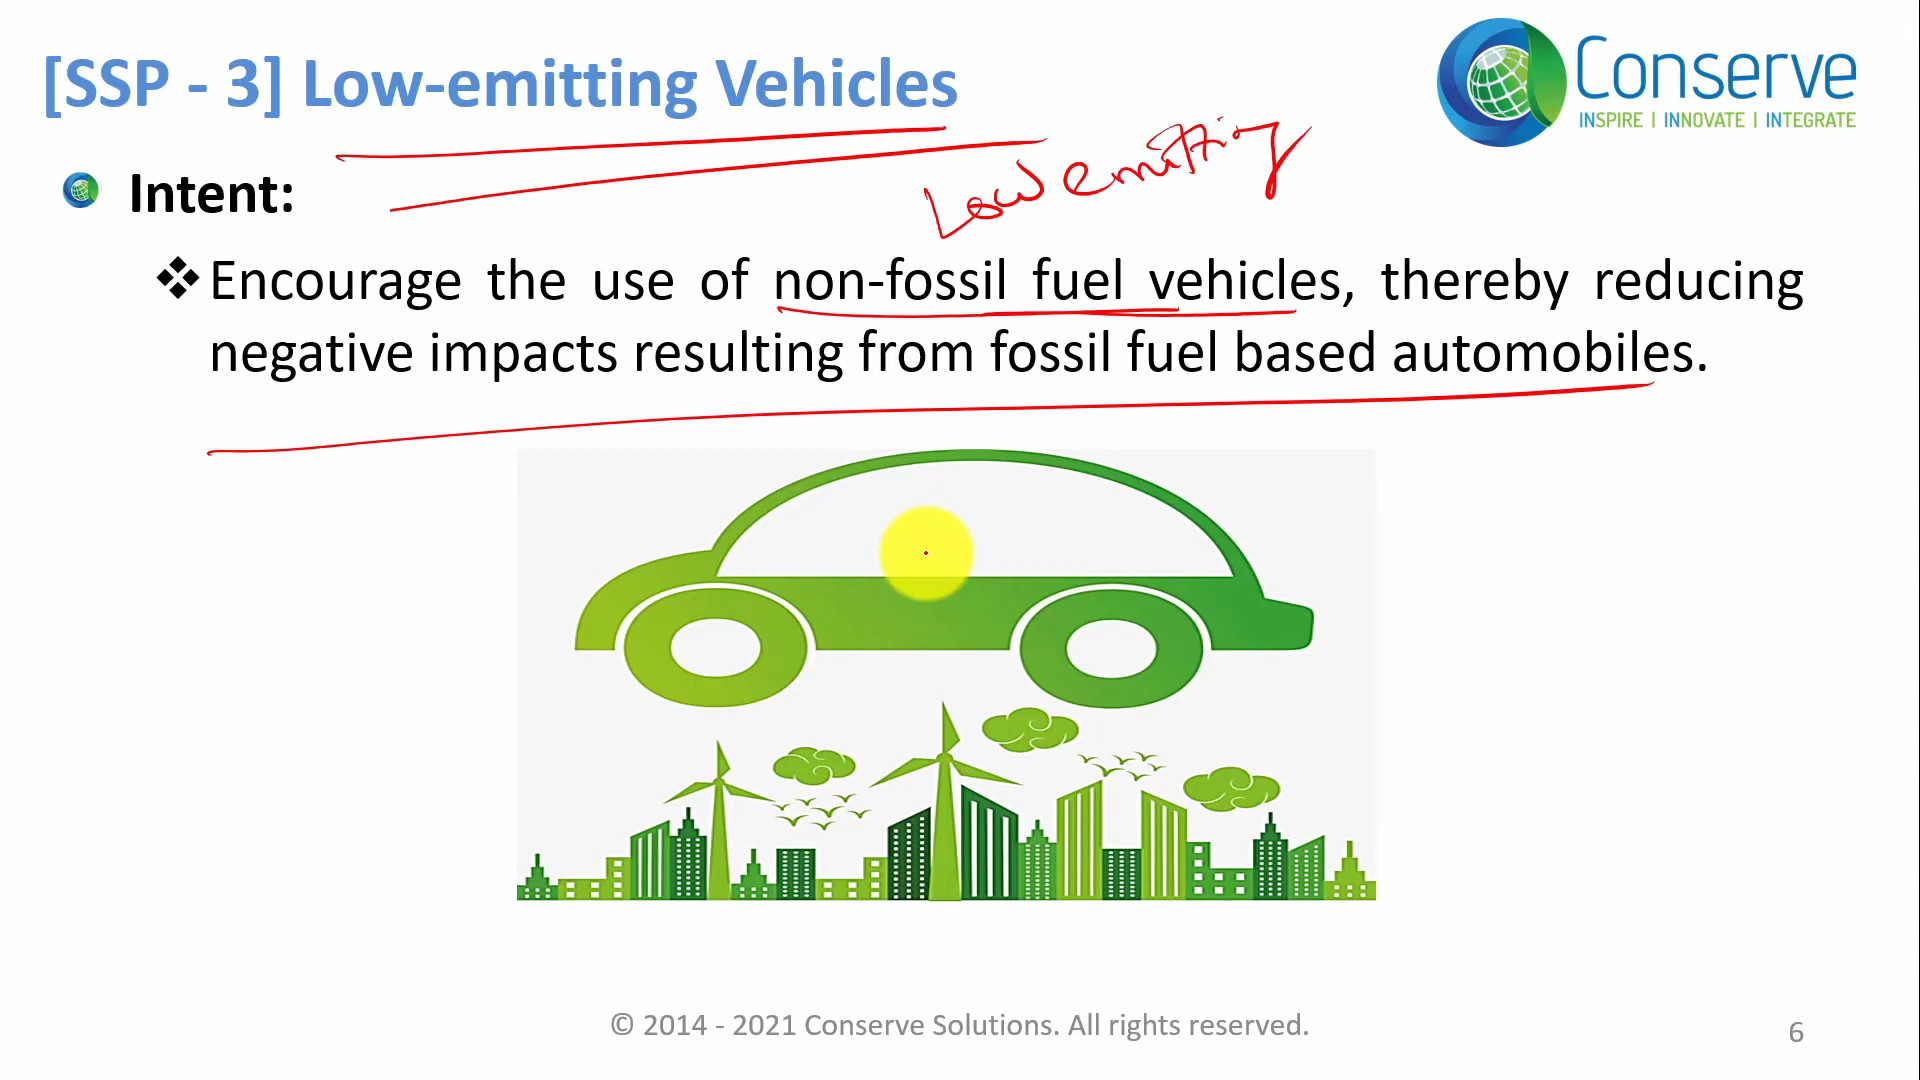 [SSP - 3] Low-emitting Vehicles
Conserve
INSPIRE | INNOVATE | INTEGRATE
Intent:
Low emitting
Encourage the use of non-fossil fuel vehicles, thereby reducing
negative impacts resulting from fossil fuel based automobiles.
© 2014 - 2021 Conserve Solutions. All rights reserved.
6